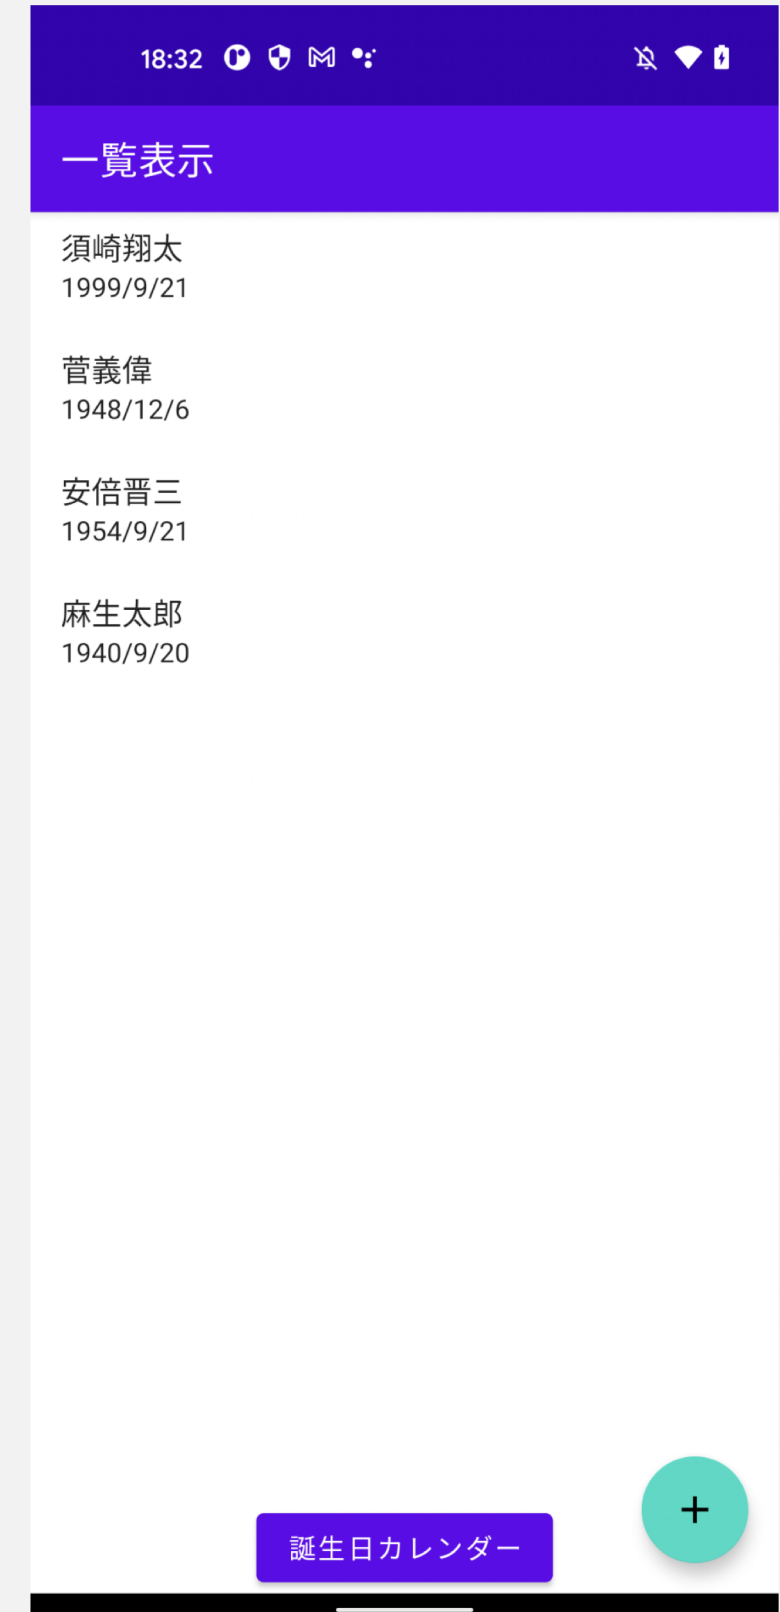 18:32
一覧表示
須崎翔太
1999/9/21
菅義偉
1948/12/6
安倍晋三
1954/9/21
麻生太郎
1940/9/20
+
誕生日カレンダー